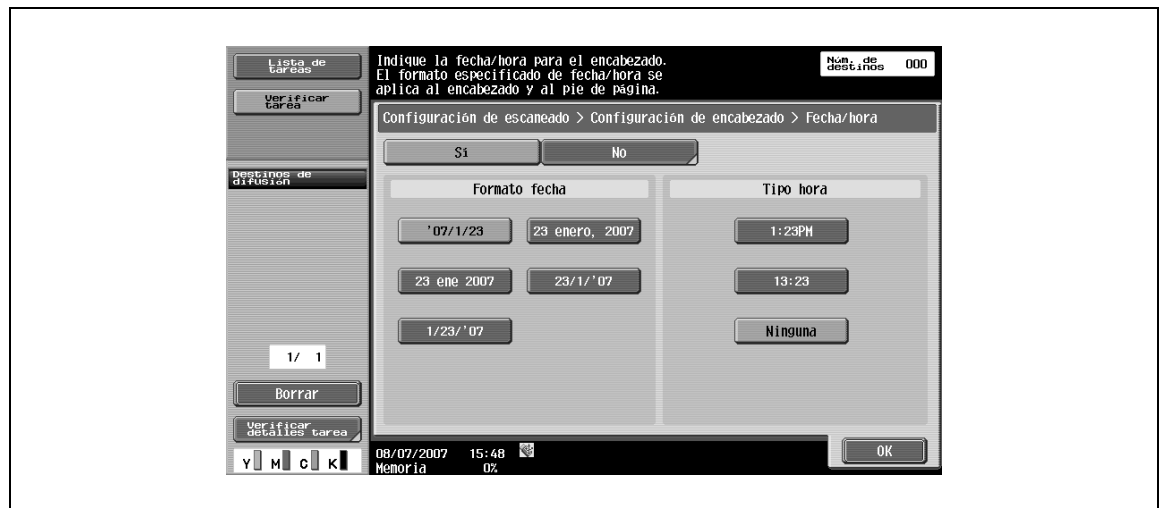 Lista de
tareas
Verificar
tarea
Destinos de
difusión
1/ 1
Borrar
Verificar
detalles tarea
Y M C K
Indique la fecha/hora para el encabezado.
El formato especificado de fecha/hora se
aplica al encabezado y al pie de página.
Núm. de
destinos 000
Configuración de escaneado > Configuración de encabezado > Fecha/hora
Sí No
Formato fecha
'07/1/23 23 enero, 2007
23 ene 2007 23/1/'07
1/23/'07
Tipo hora
1:23PM
13:23
Ninguna
08/07/2007 15:48
Memoria 0%
OK